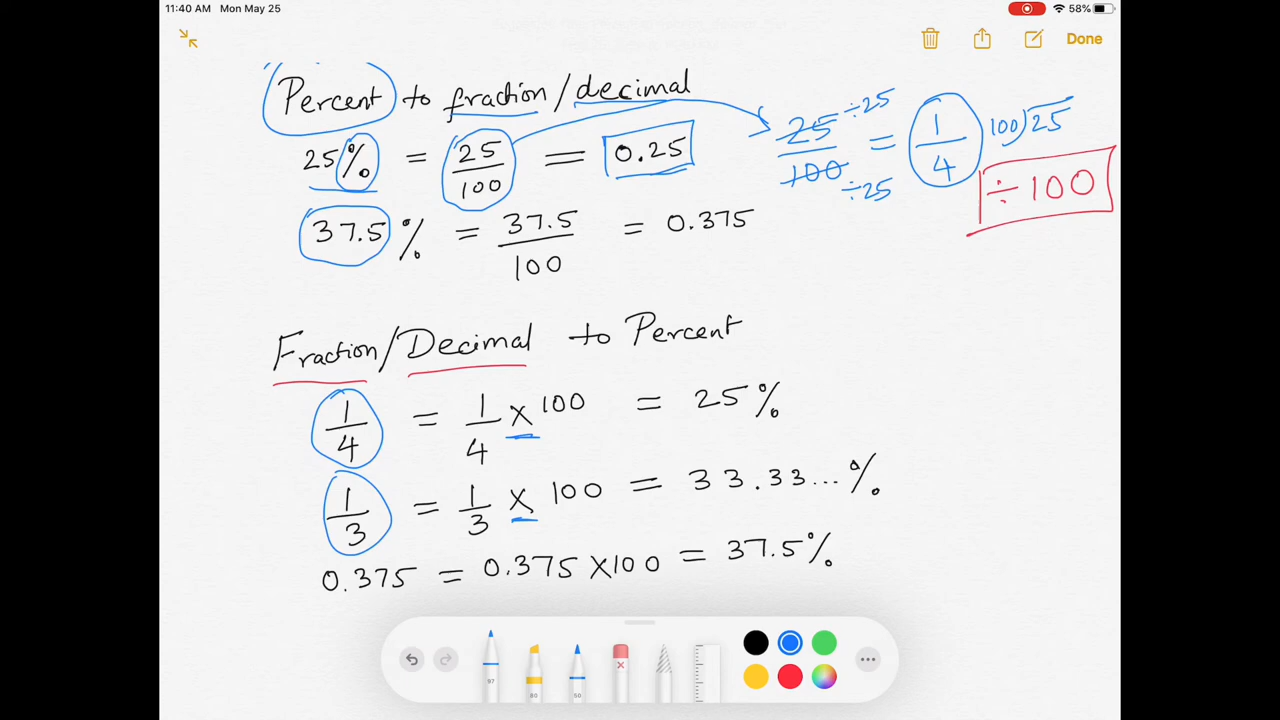 11:40 AM Mon May 25
58%
Done
Percent to fraction/decimal
25% = 25/100 = 0.25
25/100 ÷25 ÷25 = 1/4
100)25
÷100
37.5% = 37.5/100 = 0.375
Fraction/Decimal to Percent
1/4 = 1/4 × 100 = 25%
1/3 = 1/3 × 100 = 33.33...%
0.375 = 0.375 × 100 = 37.5%
97
80
50